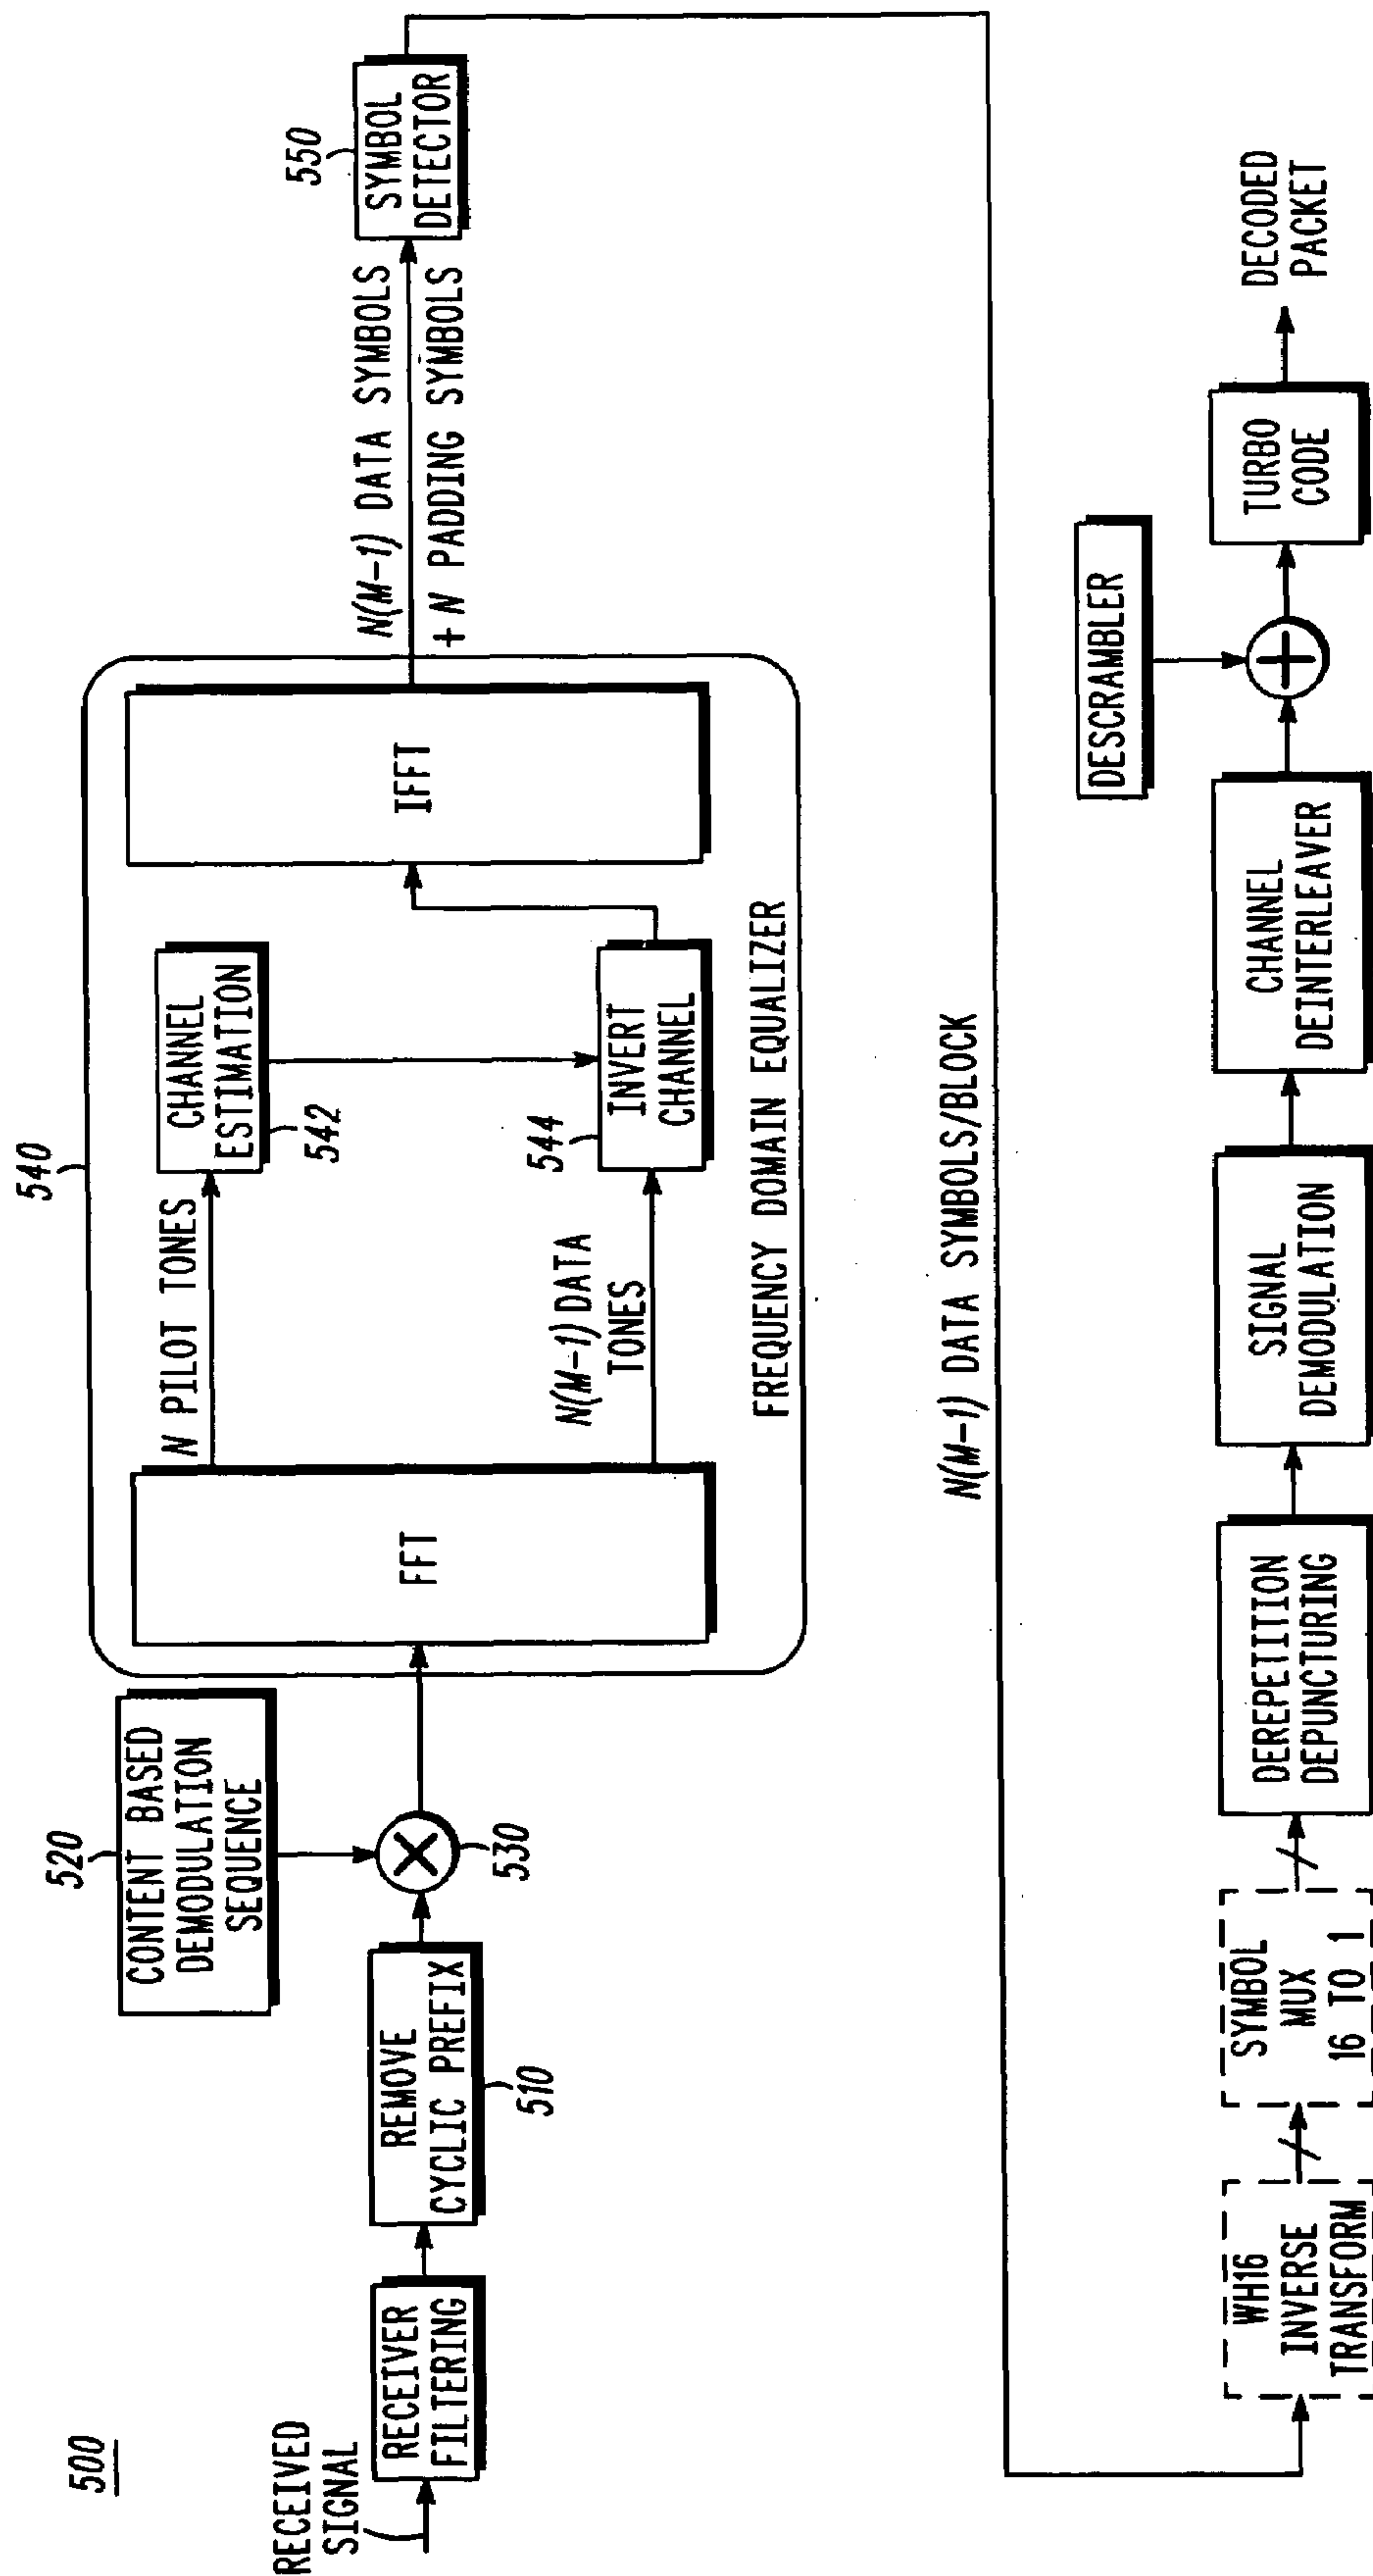 500
RECEIVED
SIGNAL
RECEIVER
FILTERING
REMOVE
CYCLIC PREFIX
510
520
CONTENT BASED
DEMODULATION
SEQUENCE
530
540
FFT
N PILOT TONES
N(M-1) DATA
TONES
CHANNEL
ESTIMATION
542
544
INVERT
CHANNEL
IFFT
FREQUENCY DOMAIN EQUALIZER
N(M-1) DATA SYMBOLS
+ N PADDING SYMBOLS
550
SYMBOL
DETECTOR
N(M-1) DATA SYMBOLS/BLOCK
WH16
INVERSE
TRANSFORM
SYMBOL
MUX
16 TO 1
DEREPETITION
DEPUNCTURING
SIGNAL
DEMODULATION
CHANNEL
DEINTERLEAVER
DESCRAMBLER
TURBO
CODE
DECODED
PACKET